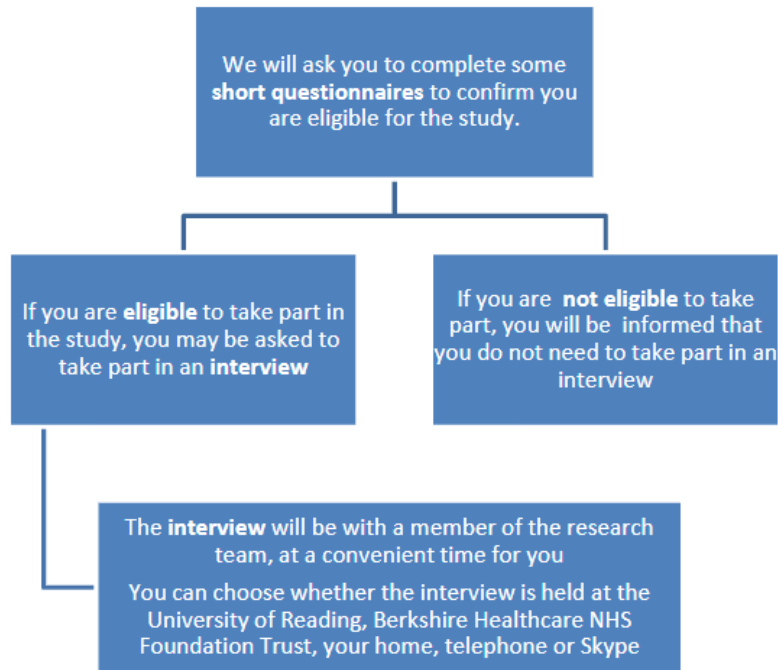 We will ask you to complete some
short questionnaires to confirm you
are eligible for the study.
If you are eligible to take part in
the study, you may be asked to
take part in an interview
If you are not eligible to take
part, you will be informed that
you do not need to take part in an
interview
The interview will be with a member of the research
team, at a convenient time for you
You can choose whether the interview is held at the
University of Reading, Berkshire Healthcare NHS
Foundation Trust, your home, telephone or Skype